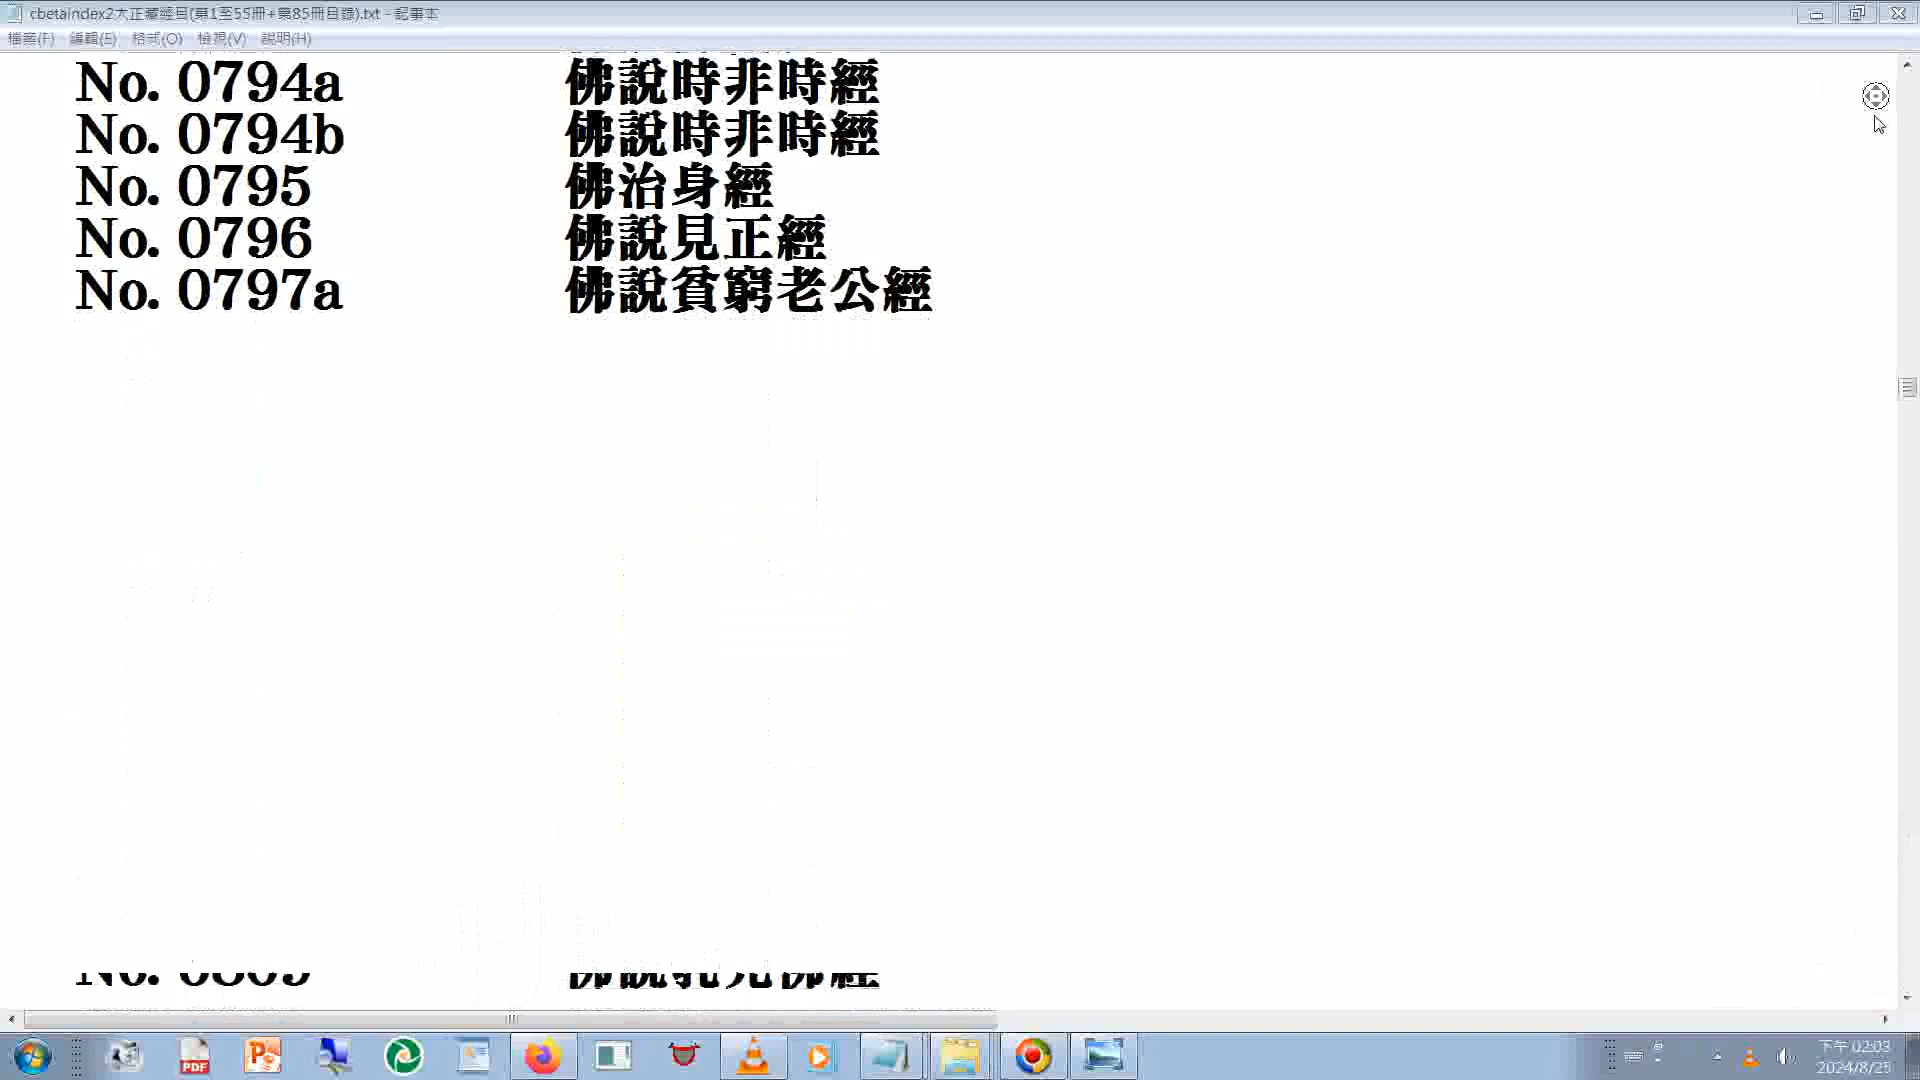 cbetaindex2大正藏經目(第1至55冊+第85冊目錄).txt - 記事本
檔案(F) 編輯(E) 格式(O) 檢視(V) 說明(H)
No. 0794a 佛說時非時經
No. 0794b 佛說時非時經
No. 0795 佛治身經
No. 0796 佛說見正經
No. 0797a 佛說貧窮老公經
PDF
下午 02:03
2024/8/25